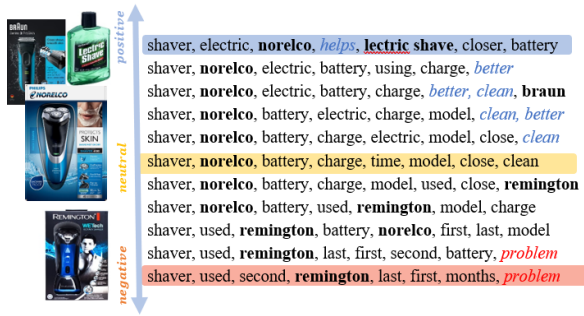 BRAUN
Lectric
Shave
PHILIPS
NORELCO
PROTECTS
SKIN
REMINGTON
positive
neutral
negative
shaver, electric, norelco, helps, lectric shave, closer, battery
shaver, norelco, electric, battery, using, charge, better
shaver, norelco, electric, battery, charge, better, clean, braun
shaver, norelco, battery, electric, charge, model, clean, better
shaver, norelco, battery, charge, electric, model, close, clean
shaver, norelco, battery, charge, time, model, close, clean
shaver, norelco, battery, charge, model, used, close, remington
shaver, norelco, battery, used, remington, model, charge
shaver, used, remington, battery, norelco, first, last, model
shaver, used, remington, last, first, second, battery, problem
shaver, used, second, remington, last, first, months, problem